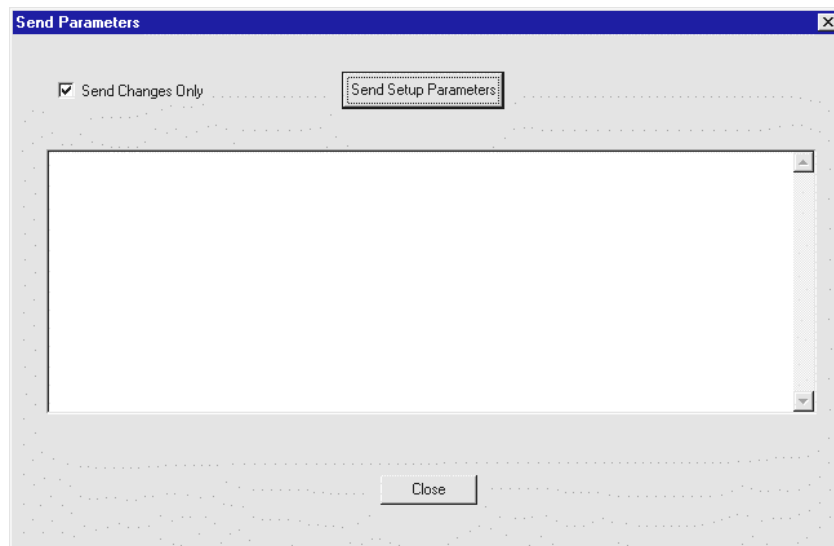 Send Parameters
Send Changes Only
Send Setup Parameters
Close